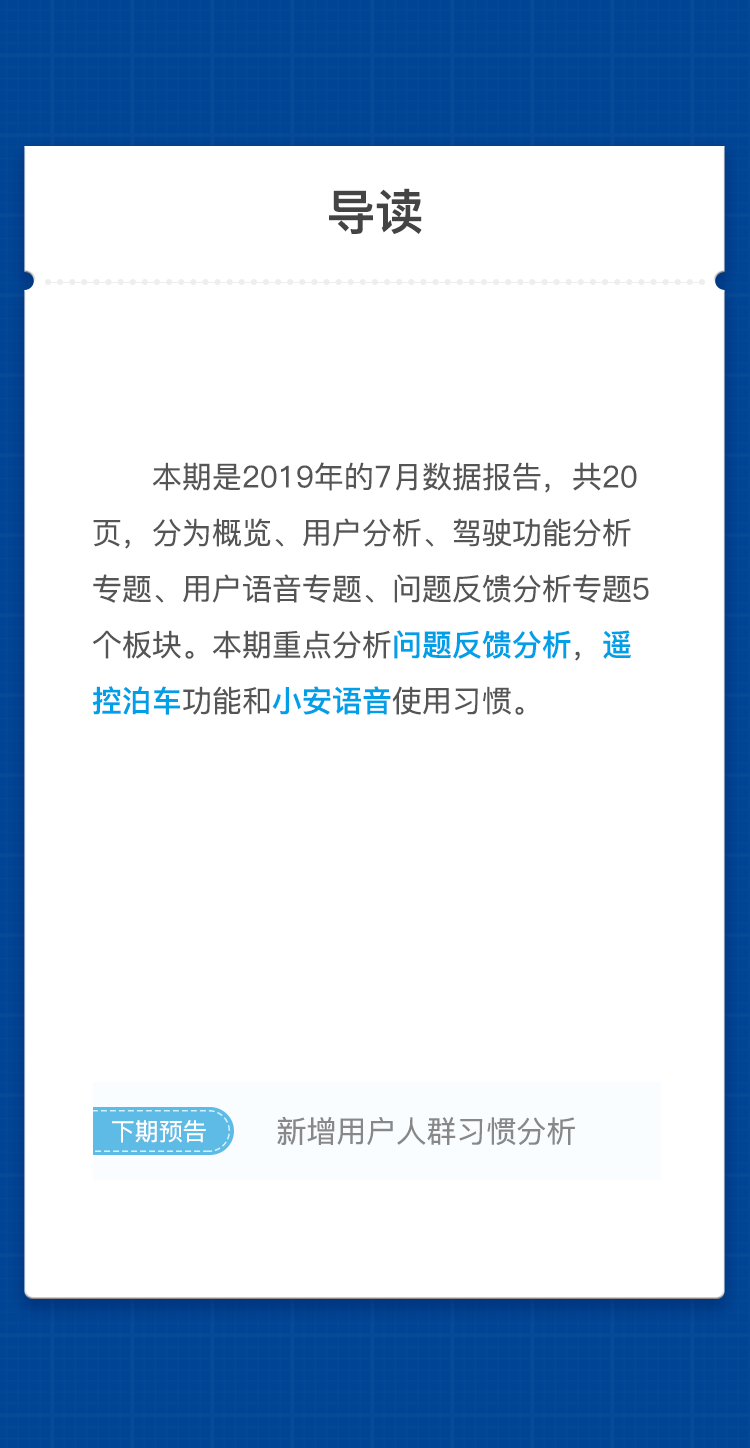 导读
本期是2019年的7月数据报告，共20
页，分为概览、用户分析、驾驶功能分析
专题、用户语音专题、问题反馈分析专题5
个板块。本期重点分析问题反馈分析，遥
控泊车功能和小安语音使用习惯。
下期预告 新增用户人群习惯分析